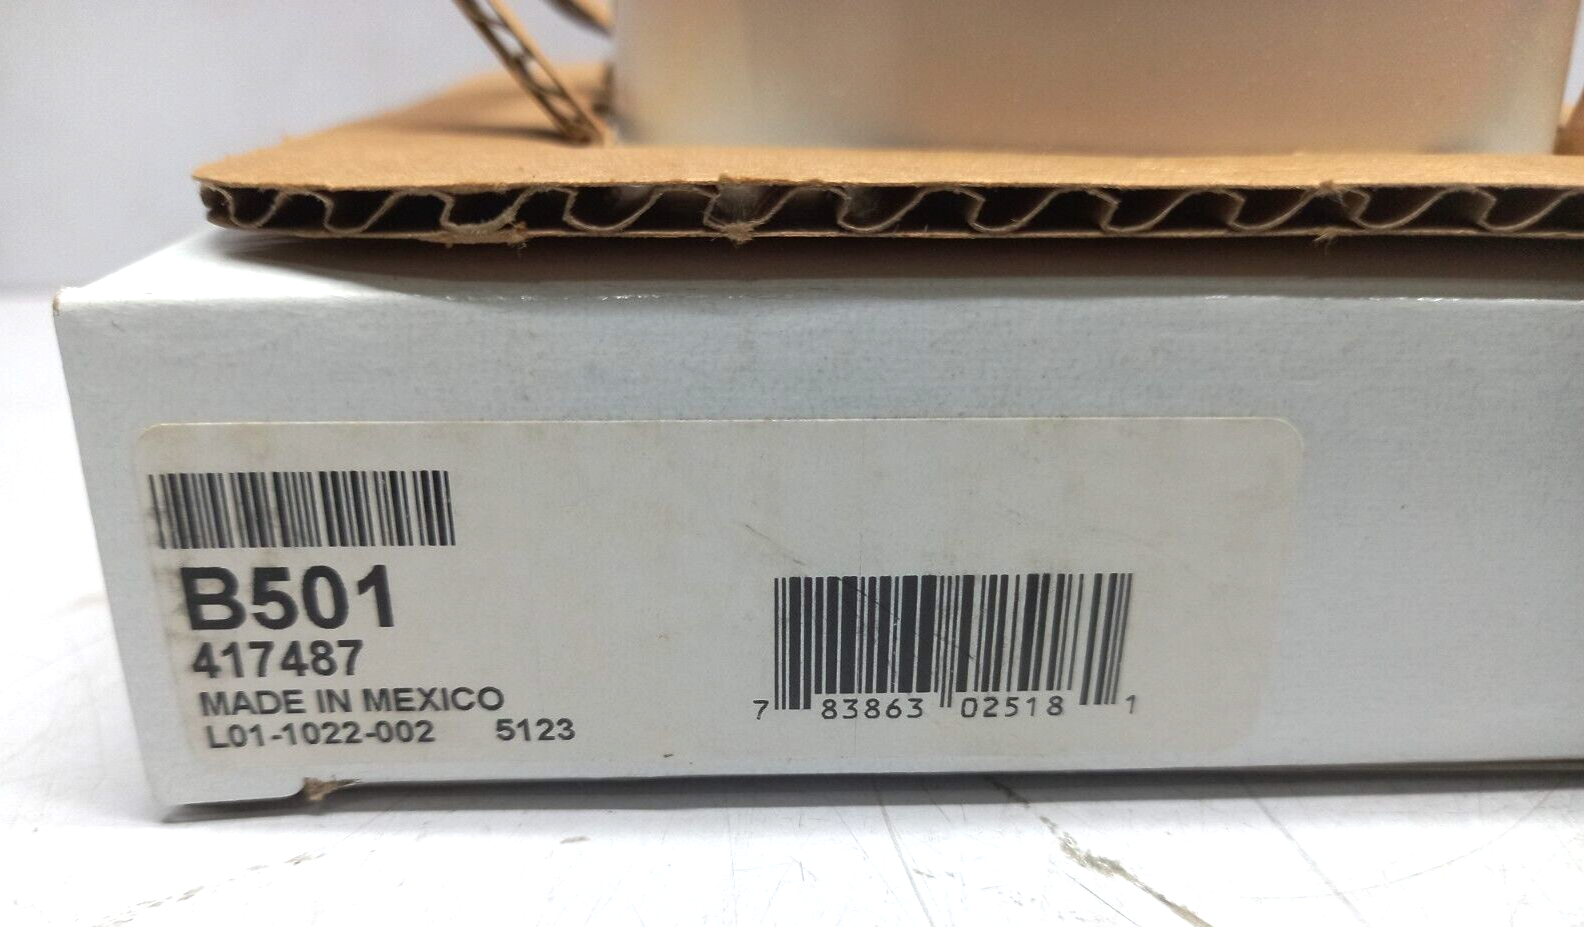 B501
417487
MADE IN MEXICO
L01-1022-002 5123
7 83863 02518 1